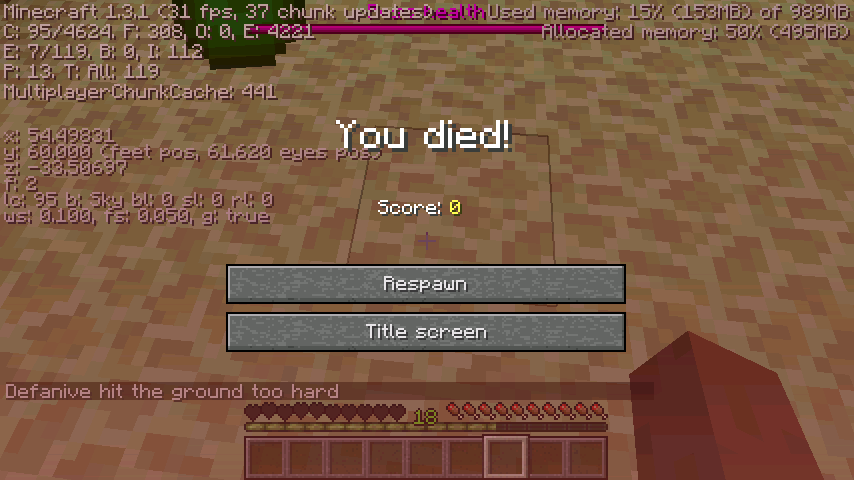 Minecraft 1.3.1 (31 fps, 37 chunk updates)
health
Used memory: 15% (153MB) of 989MB
C: 95/4624, F: 308, O: 0, E: 4221
Allocated memory: 50% (495MB)
E: 7/119, B: 0, I: 112
P: 13, T: All: 119
MultiplayerChunkCache: 441
x: 54.49831
y: 60.000 (feet pos, 61.620 eyes pos)
z: -33.50697
f: 2
lc: 95 b: Sky bl: 0 sl: 0 rl: 0
ws: 0.100, fs: 0.050, g: true
You died!
Score: 0
Respawn
Title screen
Defanive hit the ground too hard
18